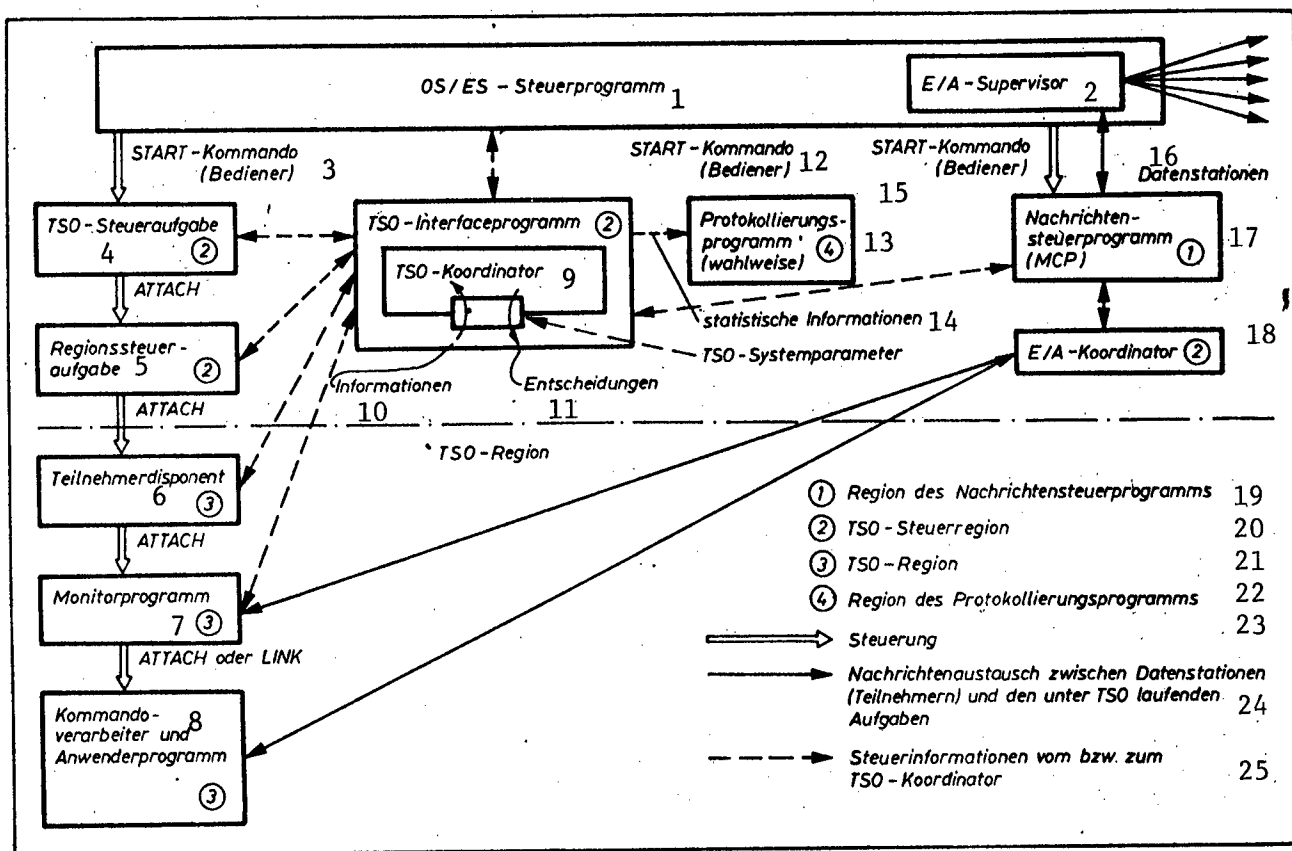 OS/ES - Steuerprogramm 1
E/A-Supervisor
2
START-Kommando
(Bediener) 3
START-Kommando 12
(Bediener)
START-Kommando
(Bediener)
16
Datenstationen
15
TSO-Steueraufgabe
4 ②
TSO-Interfaceprogramm ②
TSO-Koordinator 9
Protokollierungs-
programm
(wahlweise) ④
13
Nachrichten-
steuerprogramm
(MCP) ①
17
ATTACH
statistische Informationen 14
TSO-Systemparameter
Regionssteuer-
aufgabe 5 ②
E/A-Koordinator ②
18
Informationen
10
Entscheidungen
11
ATTACH
TSO-Region
Teilnehmerdisponent
6 ③
ATTACH
Monitorprogramm
7 ③
ATTACH oder LINK
Kommando-
verarbeiter und 8
Anwenderprogramm
③
① Region des Nachrichtensteuerprogramms 19
② TSO-Steuerregion 20
③ TSO-Region 21
④ Region des Protokollierungsprogramms 22
23
Steuerung
Nachrichtenaustausch zwischen Datenstationen
(Teilnehmern) und den unter TSO laufenden 24
Aufgaben
Steuerinformationen vom bzw. zum
TSO-Koordinator 25